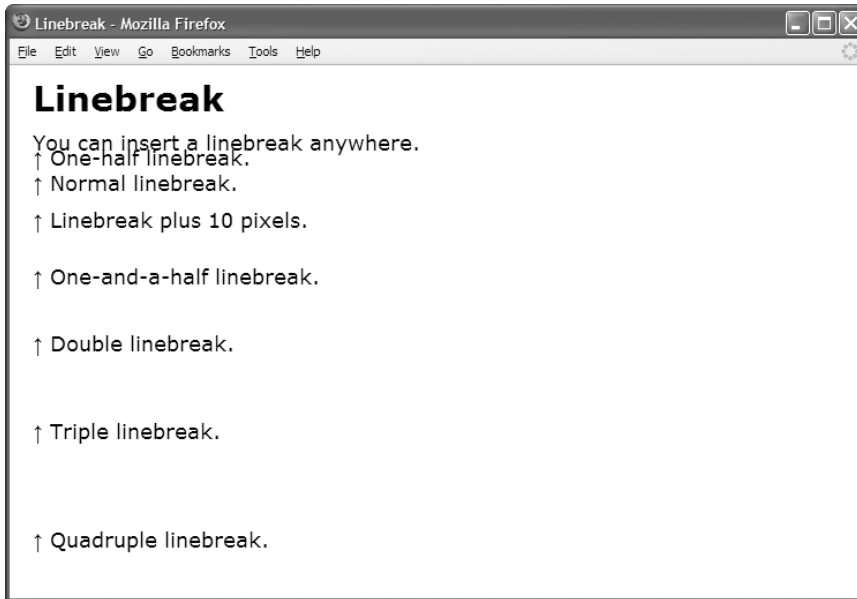 Linebreak - Mozilla Firefox
File Edit View Go Bookmarks Tools Help
Linebreak
You can insert a linebreak anywhere.
↑ One-half linebreak.
↑ Normal linebreak.
↑ Linebreak plus 10 pixels.
↑ One-and-a-half linebreak.
↑ Double linebreak.
↑ Triple linebreak.
↑ Quadruple linebreak.